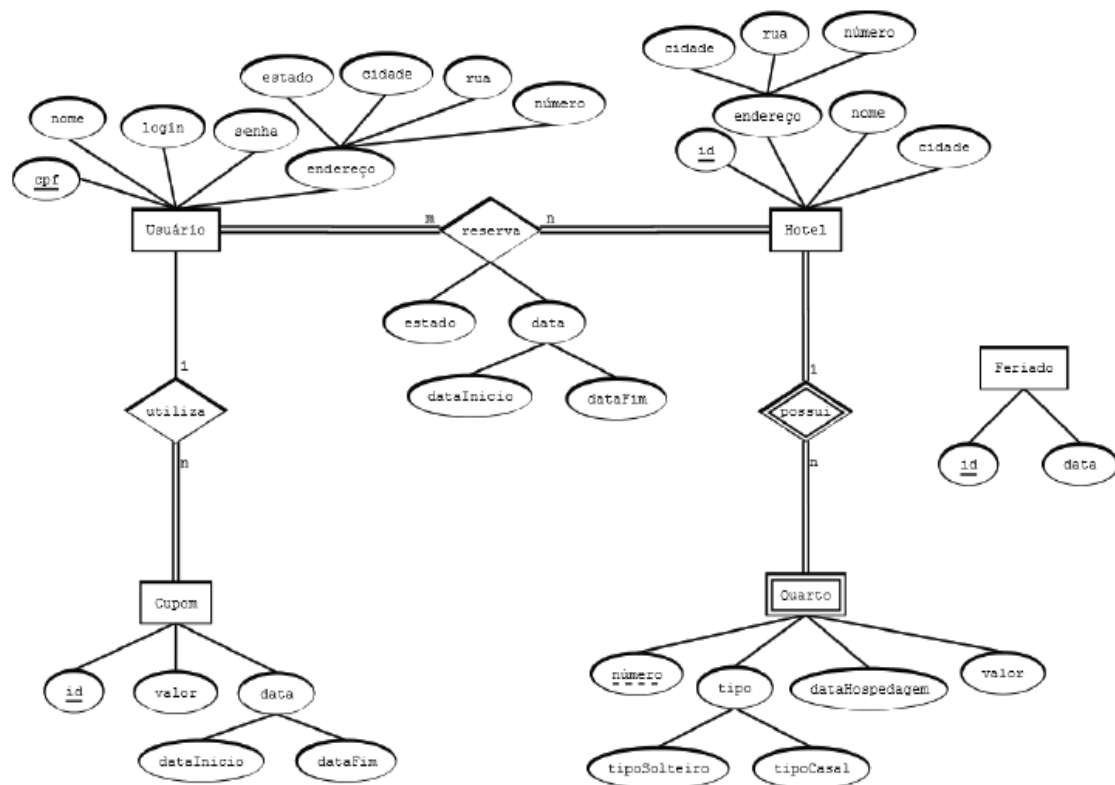 número
rua
cidade
estado
cidade
rua
número
endereço
nome
nome
login
senha
endereço
id
cidade
cpf
Usuário
m
reserva
n
Hotel
estado
data
1
1
Feriado
dataInicio
dataFim
utiliza
possui
n
n
id
data
Cupom
Quarto
id
valor
data
número
tipo
dataHospedagem
valor
dataInicio
dataFim
tipoSolteiro
tipoCasal